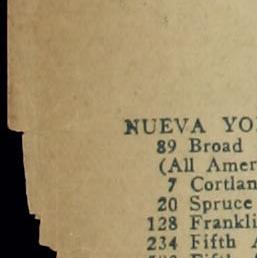 NUEVA YO
89 Broad
(All Amer
7 Cortlan
20 Spruce
128 Frankli
234 Fifth A